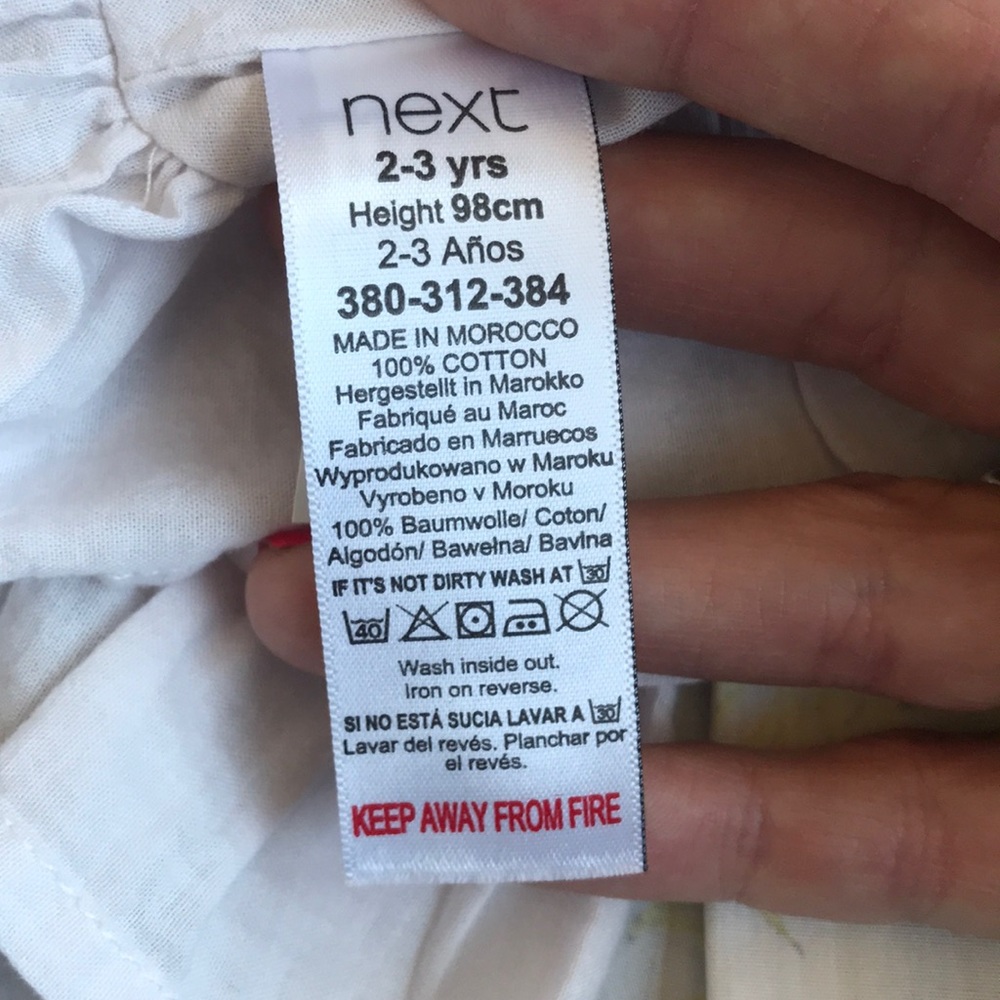 next
2-3 yrs
Height 98cm
2-3 Años
380-312-384
MADE IN MOROCCO
100% COTTON
Hergestellt in Marokko
Fabriqué au Maroc
Fabricado en Marruecos
Wyprodukowano w Maroku
Vyrobeno v Moroku
100% Baumwolle/ Coton/
Algodón/ Bawełna/ Bavlna
IF IT'S NOT DIRTY WASH AT 30
40
Wash inside out.
Iron on reverse.
SI NO ESTÁ SUCIA LAVAR A 30
Lavar del revés. Planchar por
el revés.
KEEP AWAY FROM FIRE